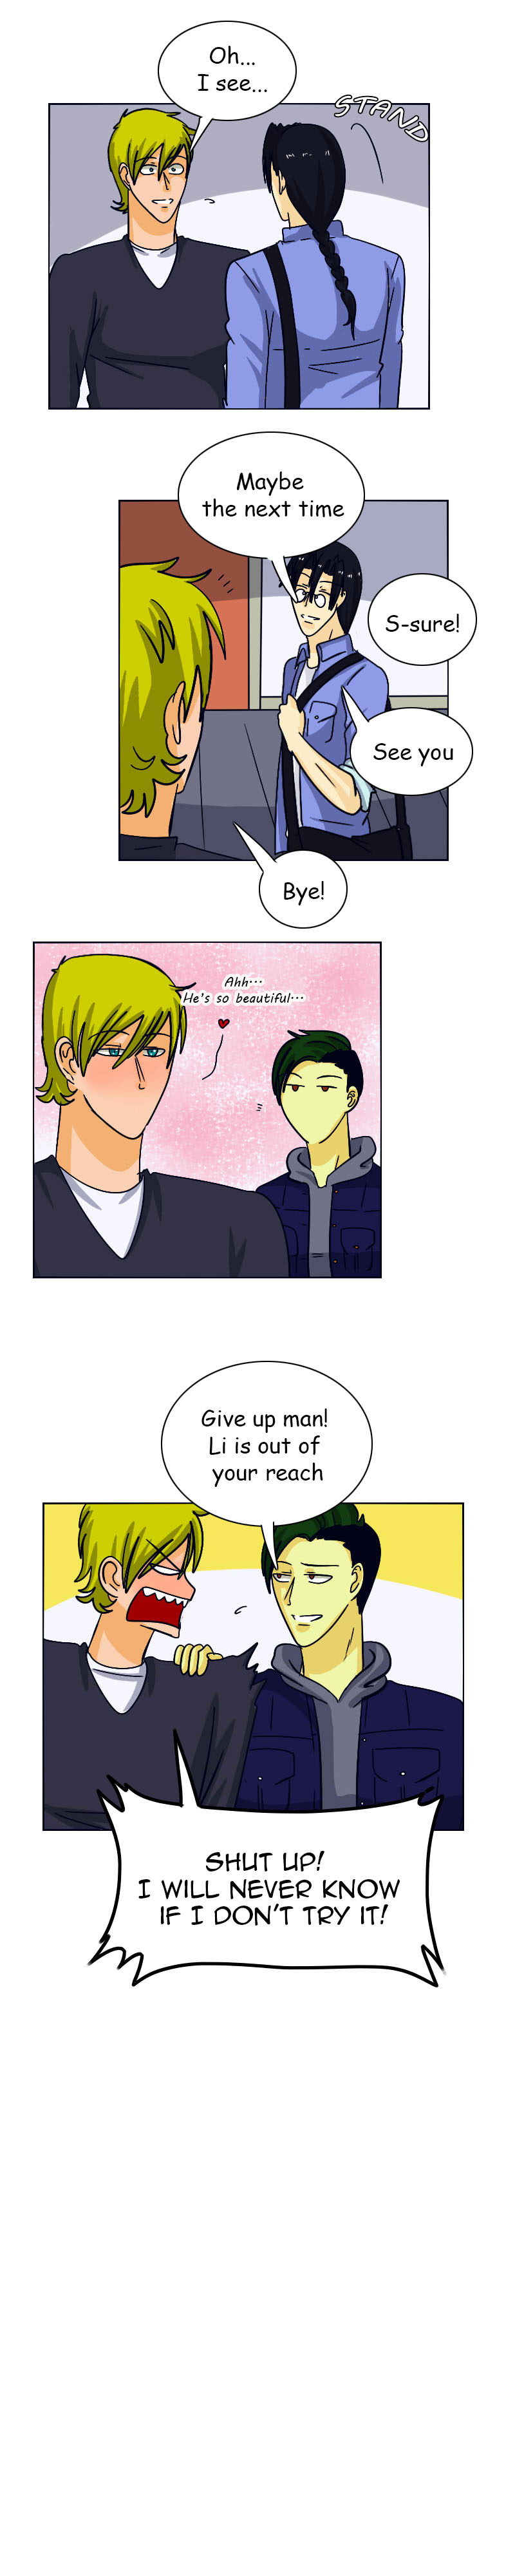 Oh...
I see...
STAND
Maybe
the next time
S-sure!
See you
Bye!
Ahh...
He's so beautiful...
Give up man!
Li is out of
your reach
SHUT UP!
I WILL NEVER KNOW
IF I DON'T TRY IT!